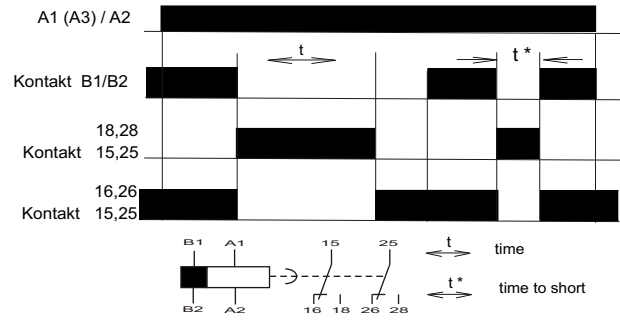 A1 (A3) / A2
t
t *
Kontakt B1/B2
18,28
Kontakt 15,25
16,26
Kontakt 15,25
B1 A1 15 25
t time
B2 A2 16 18 26 28
t * time to short